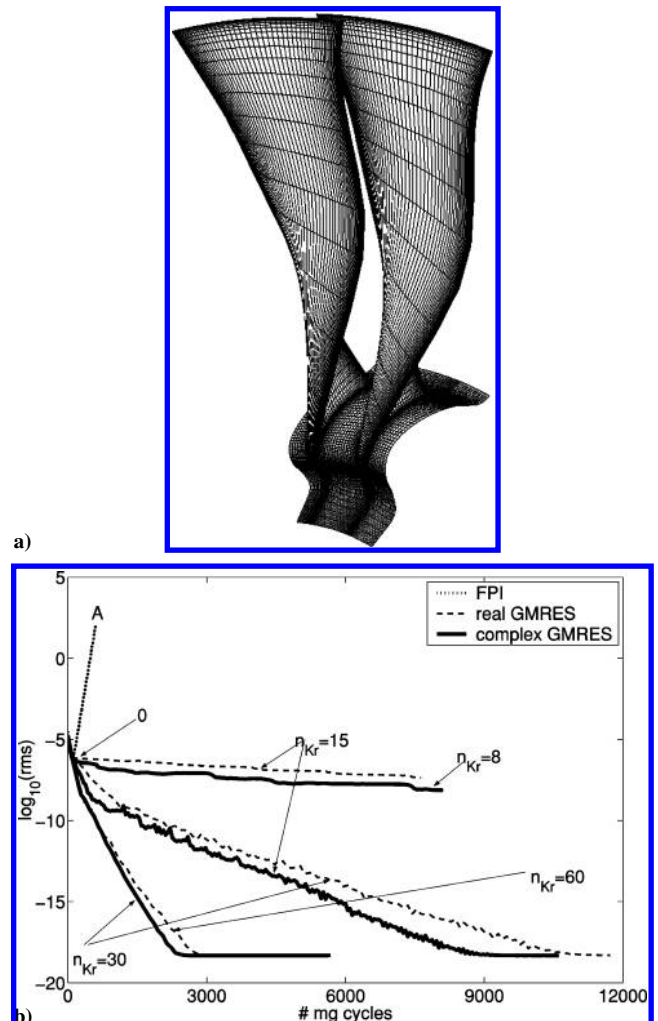 a)
5
0
-5
-10
-15
-20
log10(rms)
A
0
FPI
real GMRES
complex GMRES
nKr=15
nKr=8
nKr=60
nKr=30
0
3000
6000
9000
12000
# mg cycles
b)